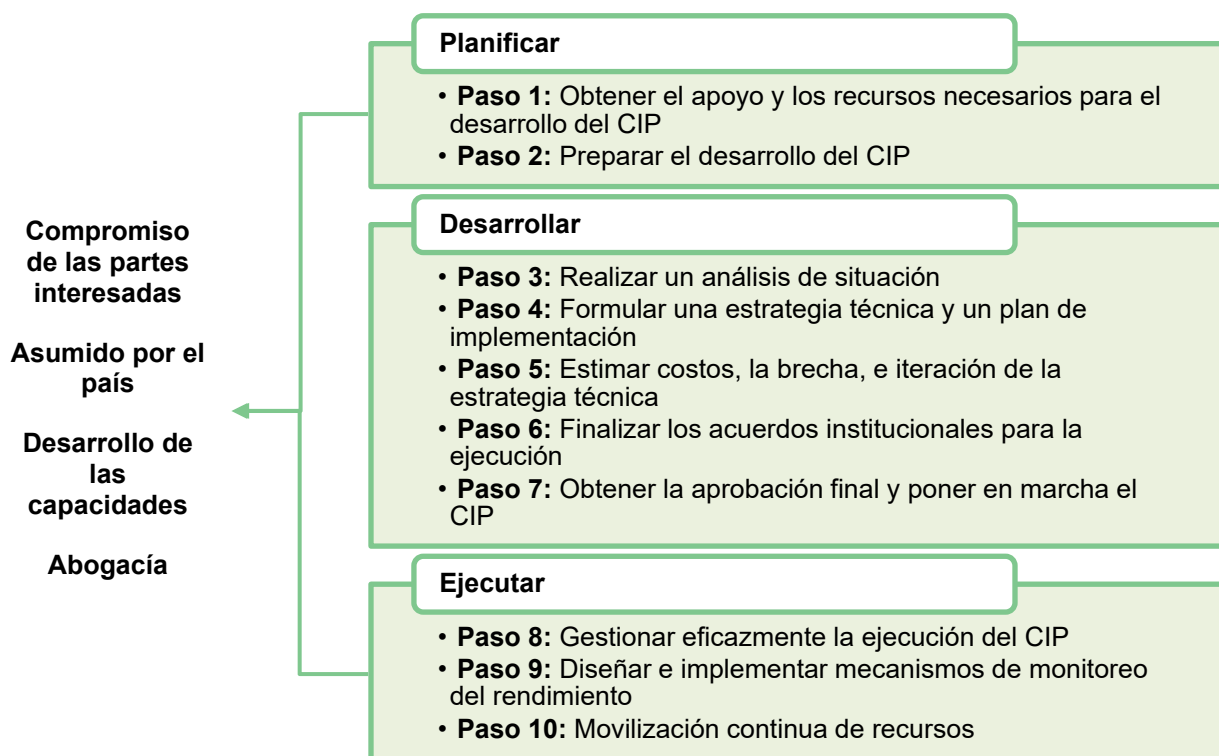 Planificar
• Paso 1: Obtener el apoyo y los recursos necesarios para el
desarrollo del CIP
• Paso 2: Preparar el desarrollo del CIP
Compromiso
de las partes
interesadas
Asumido por el
país
Desarrollo de
las
capacidades
Abogacía
Desarrollar
• Paso 3: Realizar un análisis de situación
• Paso 4: Formular una estrategia técnica y un plan de
implementación
• Paso 5: Estimar costos, la brecha, e iteración de la
estrategia técnica
• Paso 6: Finalizar los acuerdos institucionales para la
ejecución
• Paso 7: Obtener la aprobación final y poner en marcha el
CIP
Ejecutar
• Paso 8: Gestionar eficazmente la ejecución del CIP
• Paso 9: Diseñar e implementar mecanismos de monitoreo
del rendimiento
• Paso 10: Movilización continua de recursos